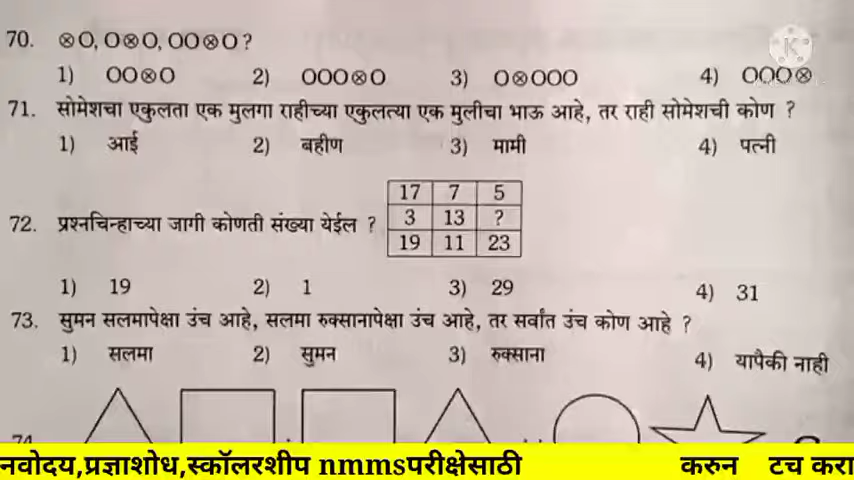 70. ⊗O, O⊗O, OO⊗O ?
1) OO⊗O 2) OOO⊗O 3) O⊗OOO 4) OOO⊗
71. सोमेशचा एकुलता एक मुलगा राहीच्या एकुलत्या एक मुलीचा भाऊ आहे, तर राही सोमेशची कोण ?
1) आई 2) बहीण 3) मामी 4) पत्नी
17 7 5
72. प्रश्नचिन्हाच्या जागी कोणती संख्या येईल ? 3 13 ?
19 11 23
1) 19 2) 1 3) 29 4) 31
73. सुमन सलमापेक्षा उंच आहे, सलमा रुक्सानापेक्षा उंच आहे, तर सर्वांत उंच कोण आहे ?
1) सलमा 2) सुमन 3) रुक्साना 4) यापैकी नाही
नवोदय,प्रज्ञाशोध,स्कॉलरशीप nmmsपरीक्षेसाठी करुन टच करा